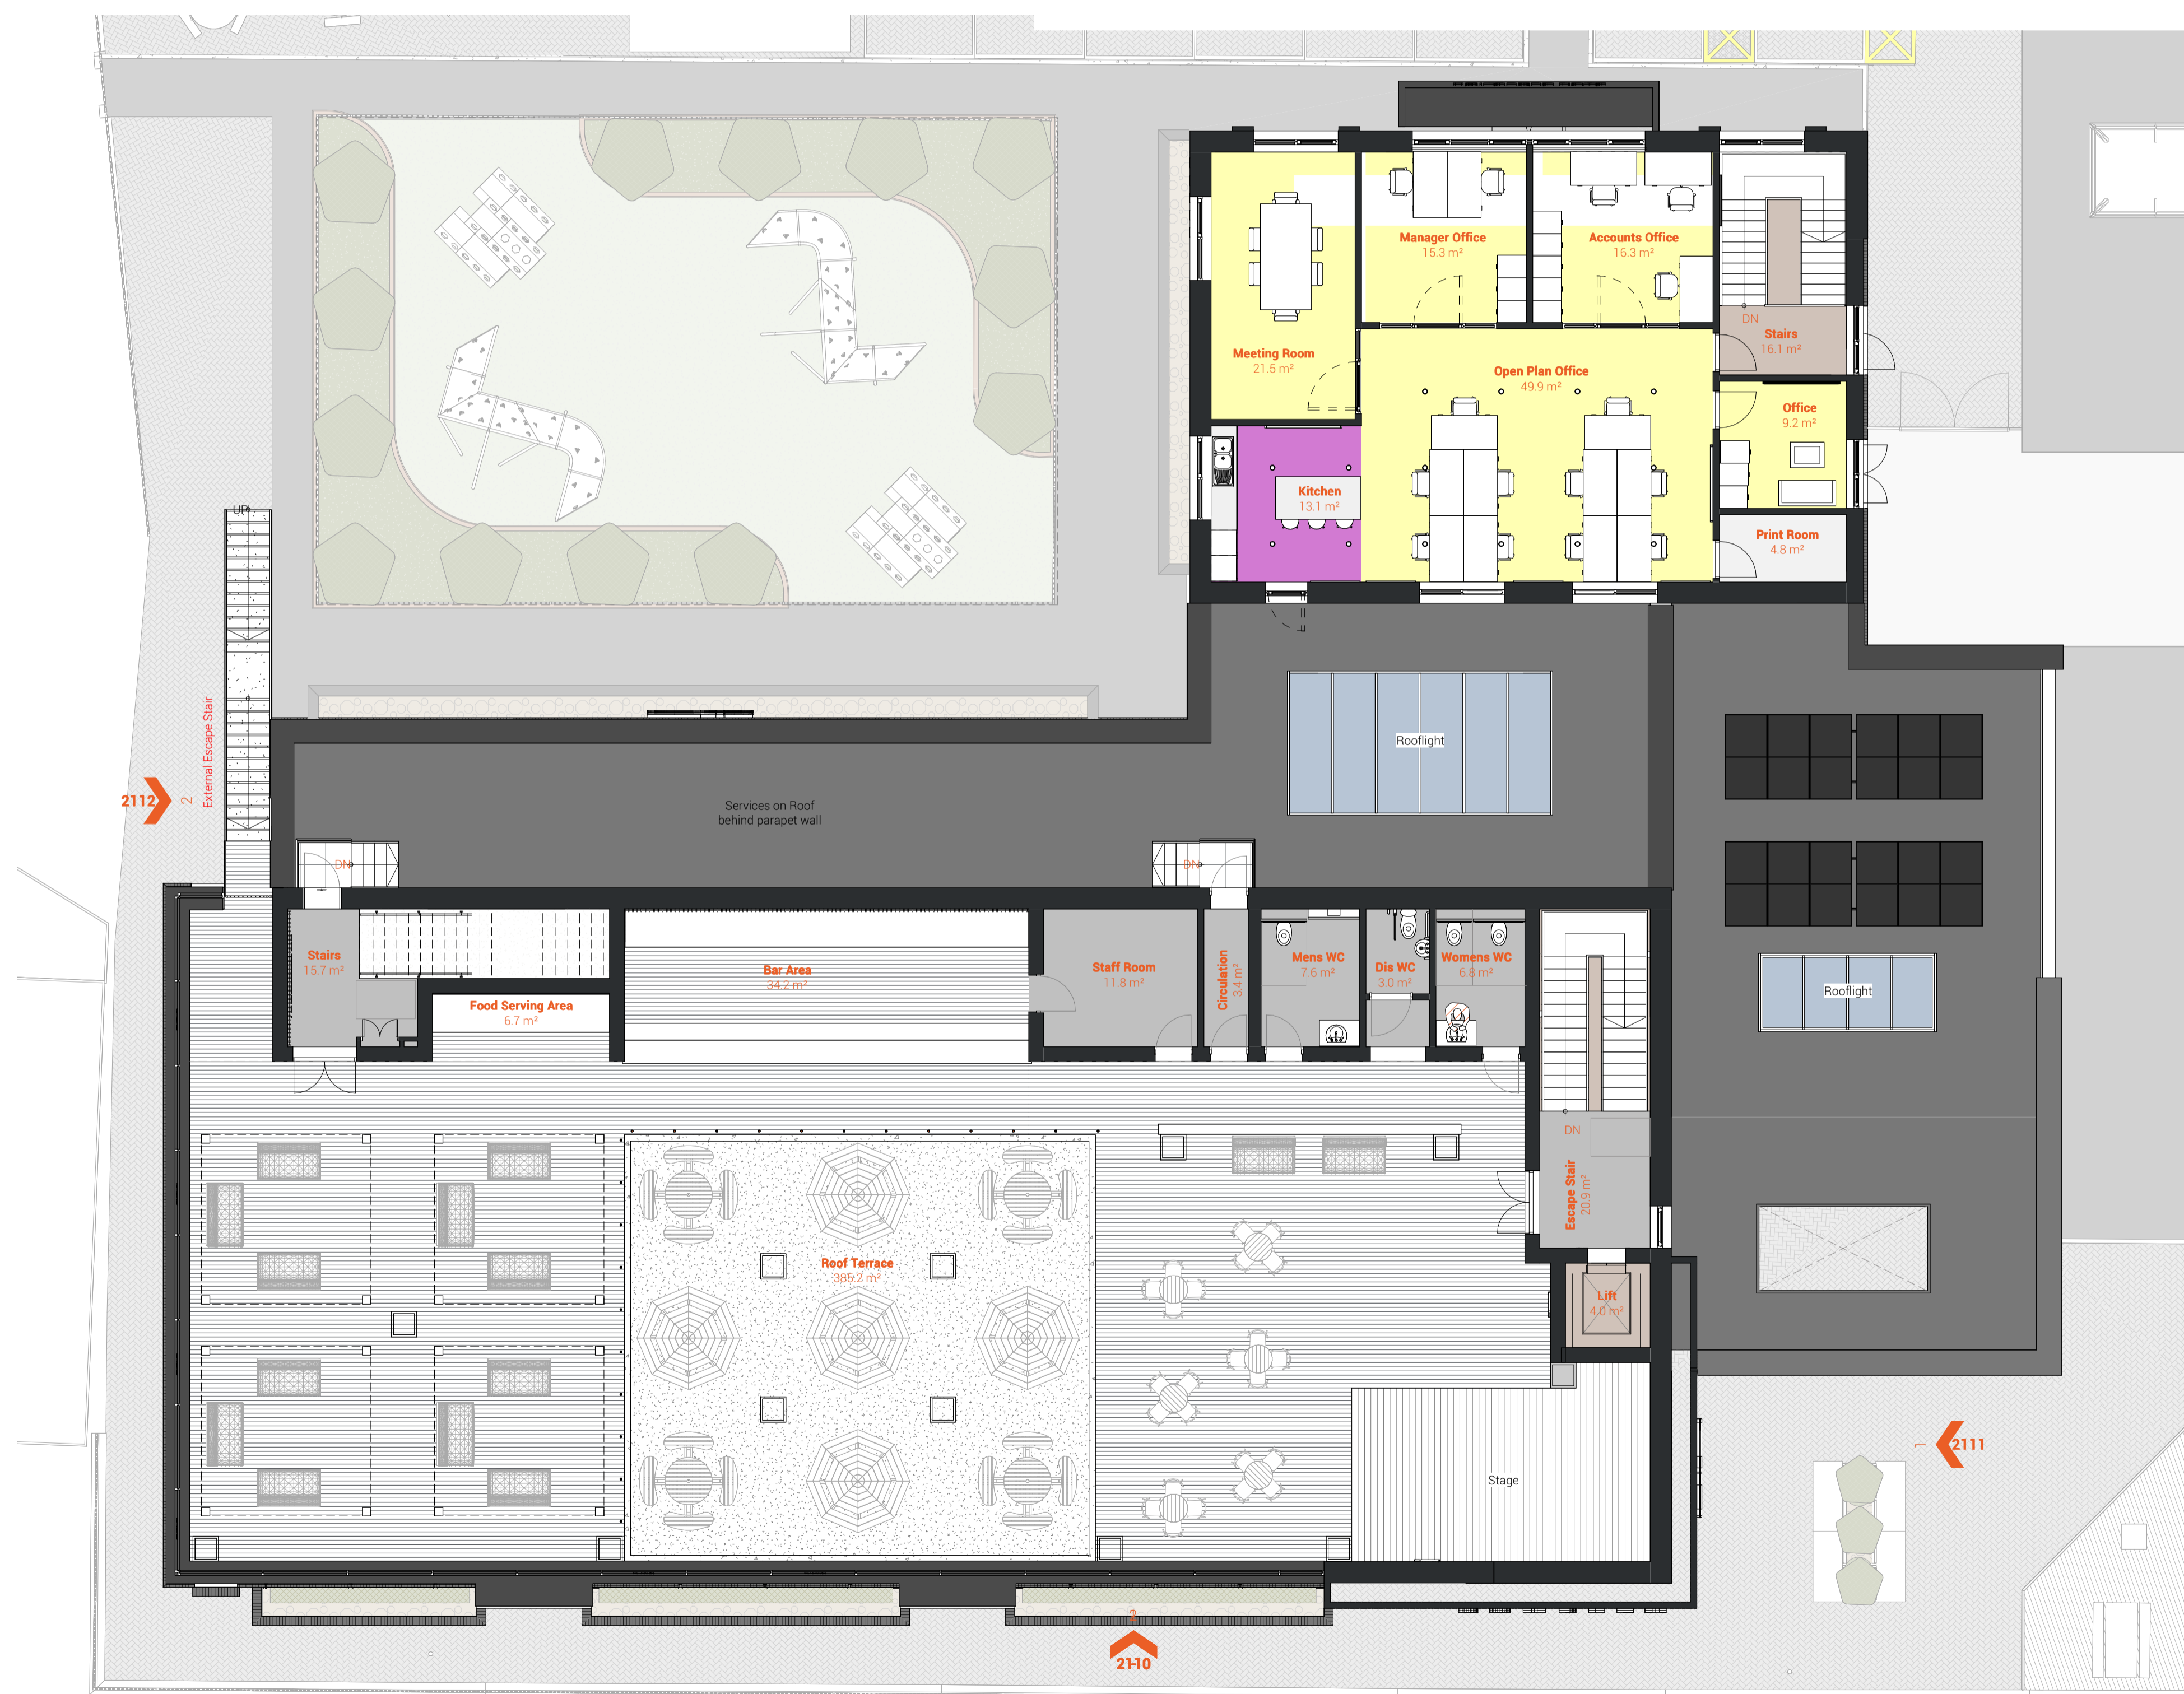 Manager Office
15.3 m²
Accounts Office
16.3 m²
DN
Stairs
16.1 m²
Meeting Room
21.5 m²
Open Plan Office
49.9 m²
Office
9.2 m²
Kitchen
13.1 m²
Print Room
4.8 m²
UP
External Escape Stair
2112
2
Rooflight
Services on Roof
behind parapet wall
DN
DN
Stairs
15.7 m²
Bar Area
34.2 m²
Food Serving Area
6.7 m²
Staff Room
11.8 m²
Circulation
3.4 m²
Mens WC
7.6 m²
Dis WC
3.0 m²
Womens WC
6.8 m²
Rooflight
DN
Escape Stair
20.9 m²
Roof Terrace
385.2 m²
Lift
4.0 m²
Stage
1
2111
3
2110